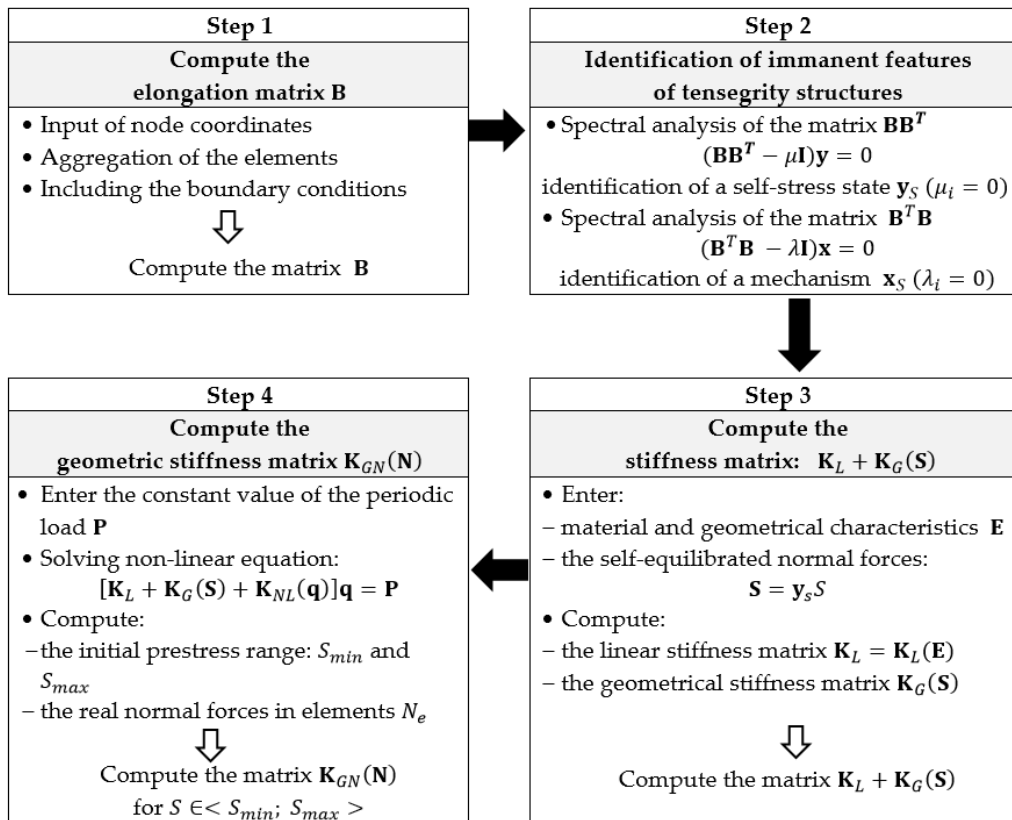 Step 1
Compute the
elongation matrix B
• Input of node coordinates
• Aggregation of the elements
• Including the boundary conditions
Compute the matrix B
Step 2
Identification of immanent features
of tensegrity structures
• Spectral analysis of the matrix BBᵀ
(BBᵀ − μI)y = 0
identification of a self-stress state y_S (μ_i = 0)
• Spectral analysis of the matrix BᵀB
(BᵀB − λI)x = 0
identification of a mechanism x_S (λ_i = 0)
Step 3
Compute the
stiffness matrix: K_L + K_G(S)
• Enter:
– material and geometrical characteristics E
– the self-equilibrated normal forces:
S = y_s S
• Compute:
– the linear stiffness matrix K_L = K_L(E)
– the geometrical stiffness matrix K_G(S)
Compute the matrix K_L + K_G(S)
Step 4
Compute the
geometric stiffness matrix K_GN(N)
• Enter the constant value of the periodic
load P
• Solving non-linear equation:
[K_L + K_G(S) + K_NL(q)]q = P
• Compute:
– the initial prestress range: S_min and
S_max
– the real normal forces in elements N_e
Compute the matrix K_GN(N)
for S ∈< S_min; S_max >